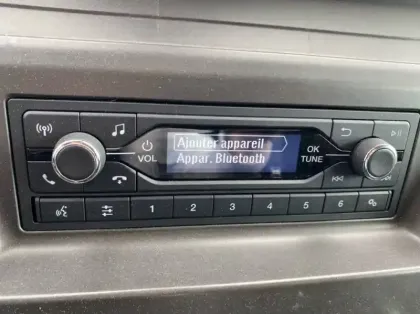 Ajouter appareil
Appar. Bluetooth
VOL
OK
TUNE
1 2 3 4 5 6